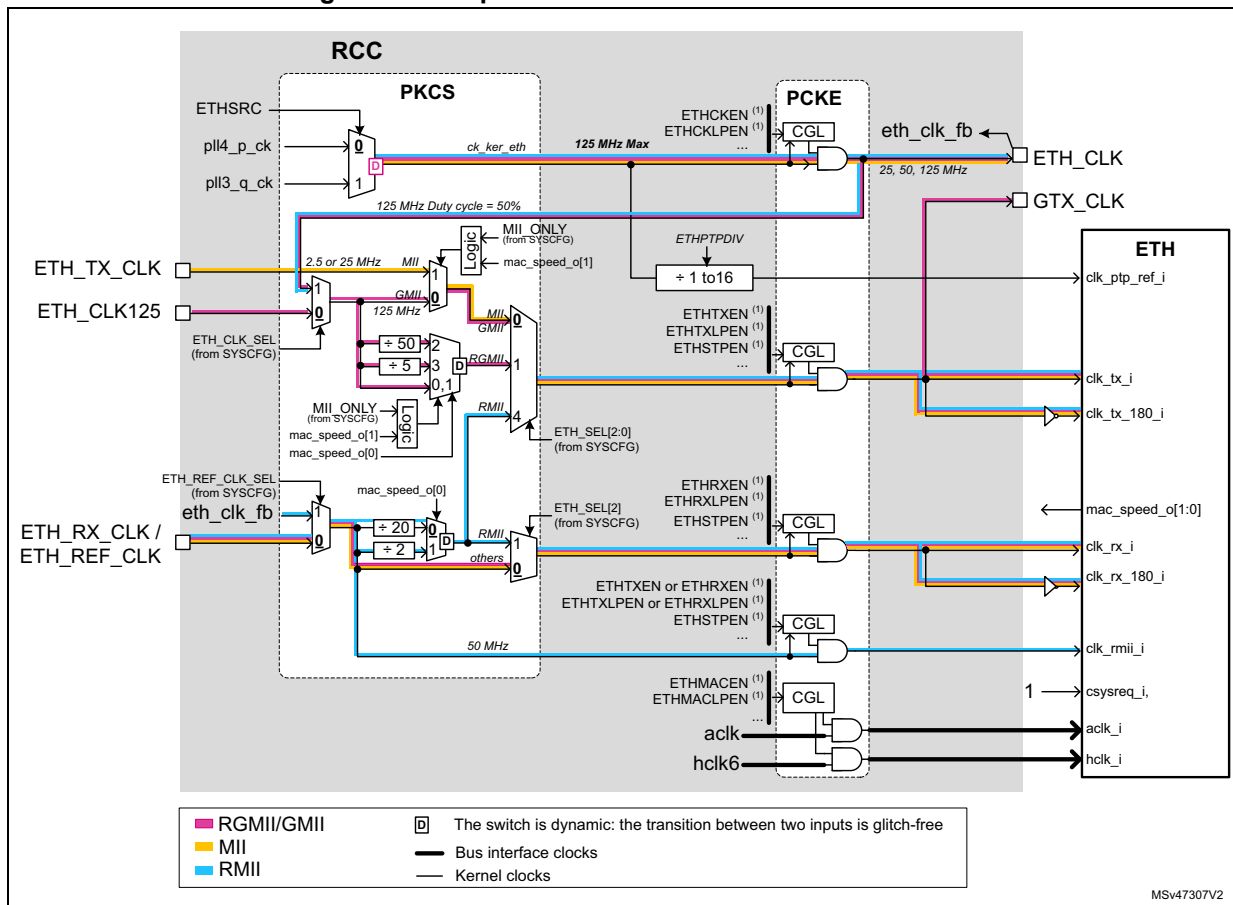 RCC
PKCS
PCKE
ETHSRC
pll4_p_ck
pll3_q_ck
0
1
D
ck_ker_eth
125 MHz Max
ETHCKEN (1)
ETHCKLPEN (1)
...
CGL
eth_clk_fb
ETH_CLK
25, 50, 125 MHz
GTX_CLK
125 MHz Duty cycle = 50%
ETH_TX_CLK
2.5 or 25 MHz
MII
1
0
GMII
125 MHz
Logic
MII_ONLY
(from SYSCFG)
mac_speed_o[1]
ETH_CLK125
1
0
ETH_CLK_SEL
(from SYSCFG)
÷ 50
÷ 5
2
3
0,1
D
RGMII
MII_ONLY
(from SYSCFG)
mac_speed_o[1]
Logic
mac_speed_o[0]
MII
GMII
0
1
4
RMII
ETH_SEL[2:0]
(from SYSCFG)
ETHPTPDIV
÷ 1 to16
ETHTXEN (1)
ETHTXLPEN (1)
ETHSTPEN (1)
...
CGL
ETH
clk_ptp_ref_i
clk_tx_i
clk_tx_180_i
ETH_REF_CLK_SEL
(from SYSCFG)
eth_clk_fb
1
0
ETH_RX_CLK /
ETH_REF_CLK
mac_speed_o[0]
÷ 20
÷ 2
0
1
D
RMII
others
1
0
ETH_SEL[2]
(from SYSCFG)
ETHRXEN (1)
ETHRXLPEN (1)
ETHSTPEN (1)
...
CGL
mac_speed_o[1:0]
clk_rx_i
clk_rx_180_i
50 MHz
ETHTXEN or ETHRXEN (1)
ETHTXLPEN or ETHRXLPEN (1)
ETHSTPEN (1)
...
CGL
clk_rmii_i
ETHMACEN (1)
ETHMACLPEN (1)
...
CGL
1
csysreq_i,
aclk
aclk_i
hclk6
hclk_i
RGMII/GMII
MII
RMII
D The switch is dynamic: the transition between two inputs is glitch-free
Bus interface clocks
Kernel clocks
MSv47307V2